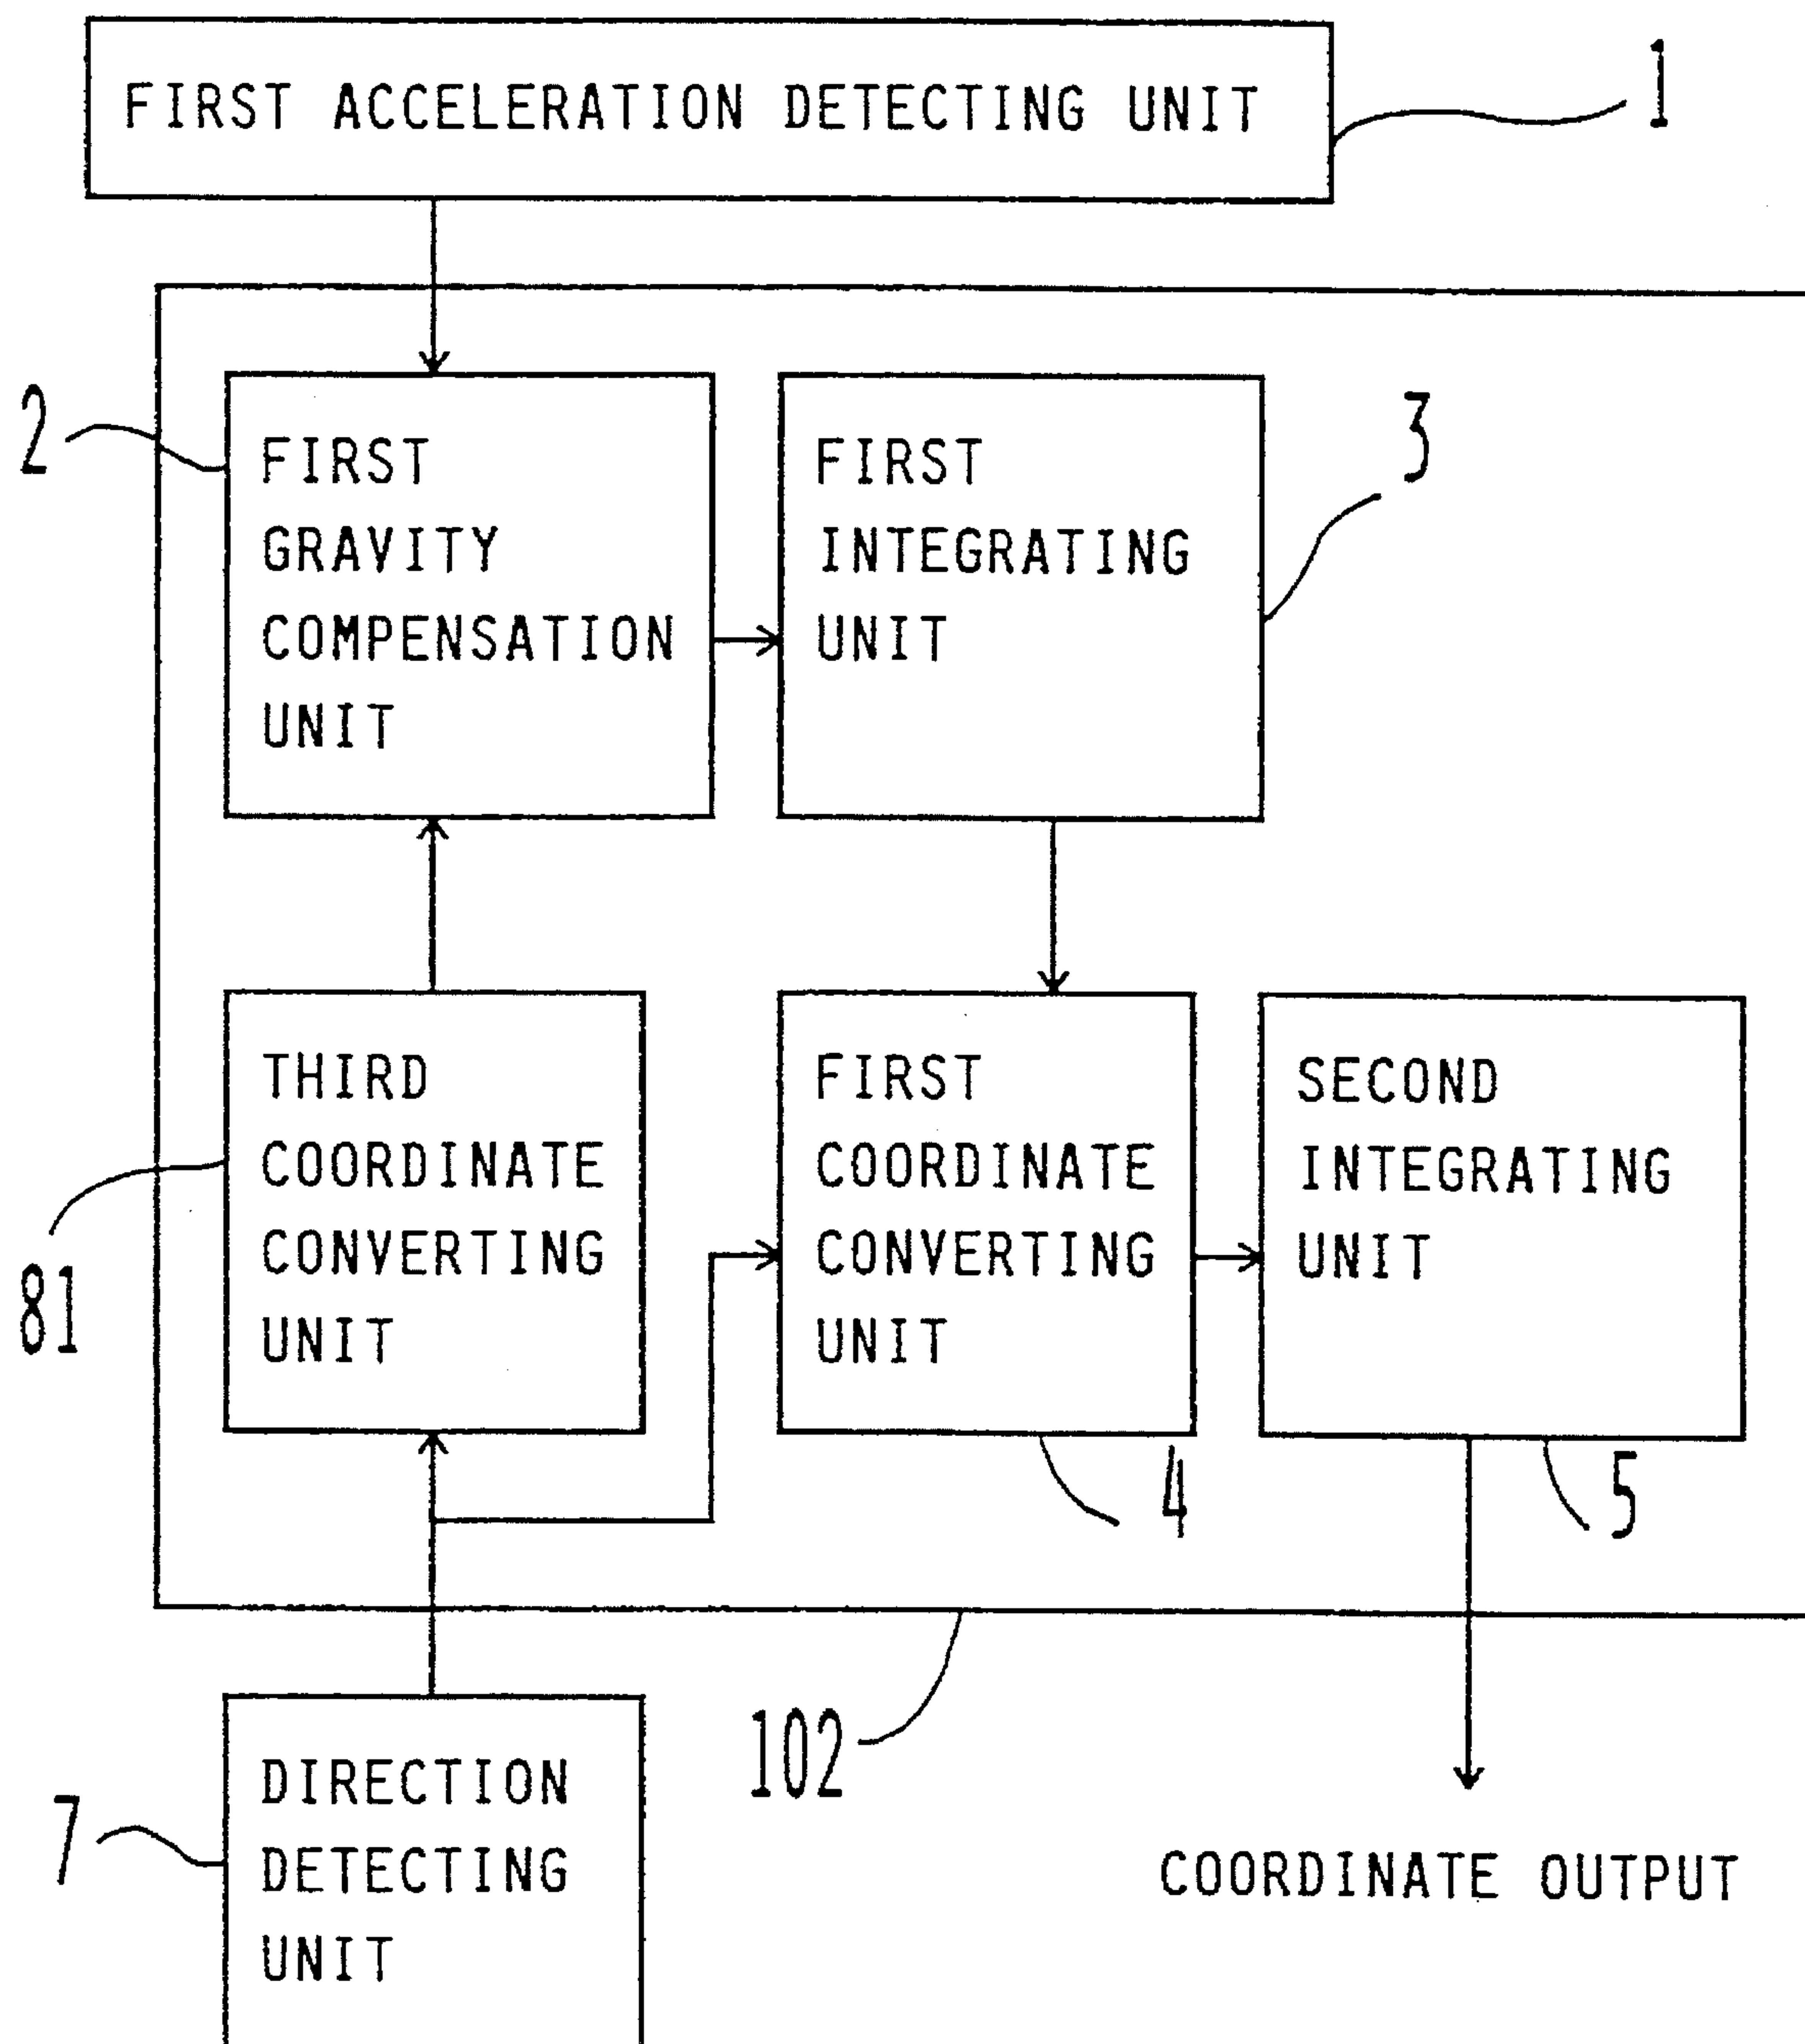 FIRST ACCELERATION DETECTING UNIT
1
2
FIRST
GRAVITY
COMPENSATION
UNIT
FIRST
INTEGRATING
UNIT
3
THIRD
COORDINATE
CONVERTING
UNIT
81
FIRST
COORDINATE
CONVERTING
UNIT
4
SECOND
INTEGRATING
UNIT
5
102
7
DIRECTION
DETECTING
UNIT
COORDINATE OUTPUT